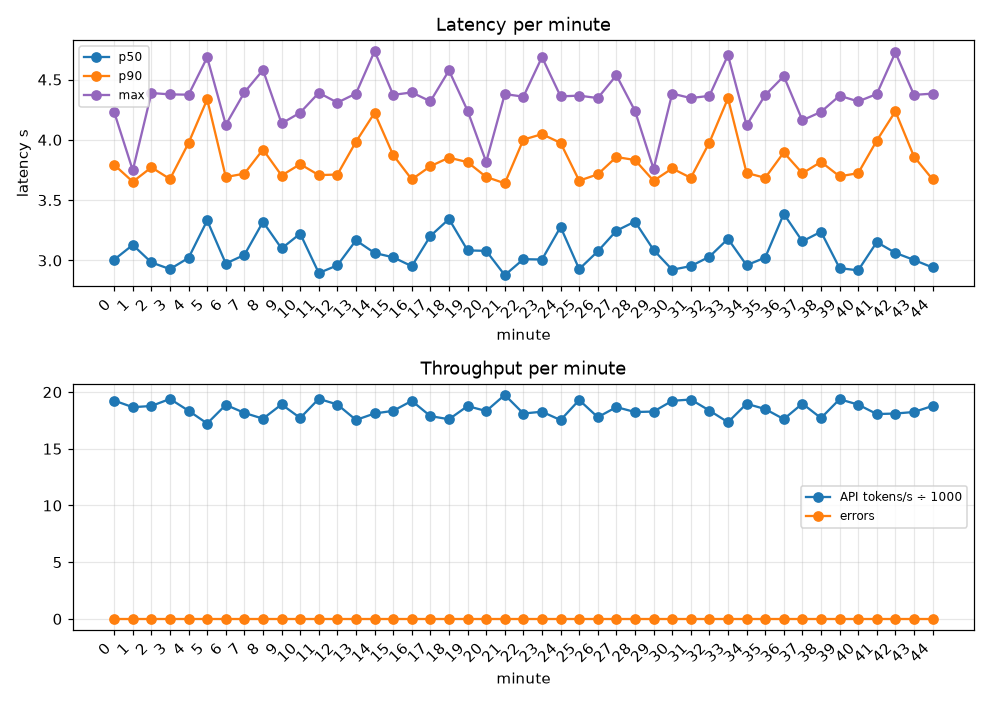 Latency per minute
p50
p90
max
latency s
4.5
4.0
3.5
3.0
0 1 2 3 4 5 6 7 8 9 10 11 12 13 14 15 16 17 18 19 20 21 22 23 24 25 26 27 28 29 30 31 32 33 34 35 36 37 38 39 40 41 42 43 44
minute
Throughput per minute
20
15
10
5
0
API tokens/s ÷ 1000
errors
0 1 2 3 4 5 6 7 8 9 10 11 12 13 14 15 16 17 18 19 20 21 22 23 24 25 26 27 28 29 30 31 32 33 34 35 36 37 38 39 40 41 42 43 44
minute